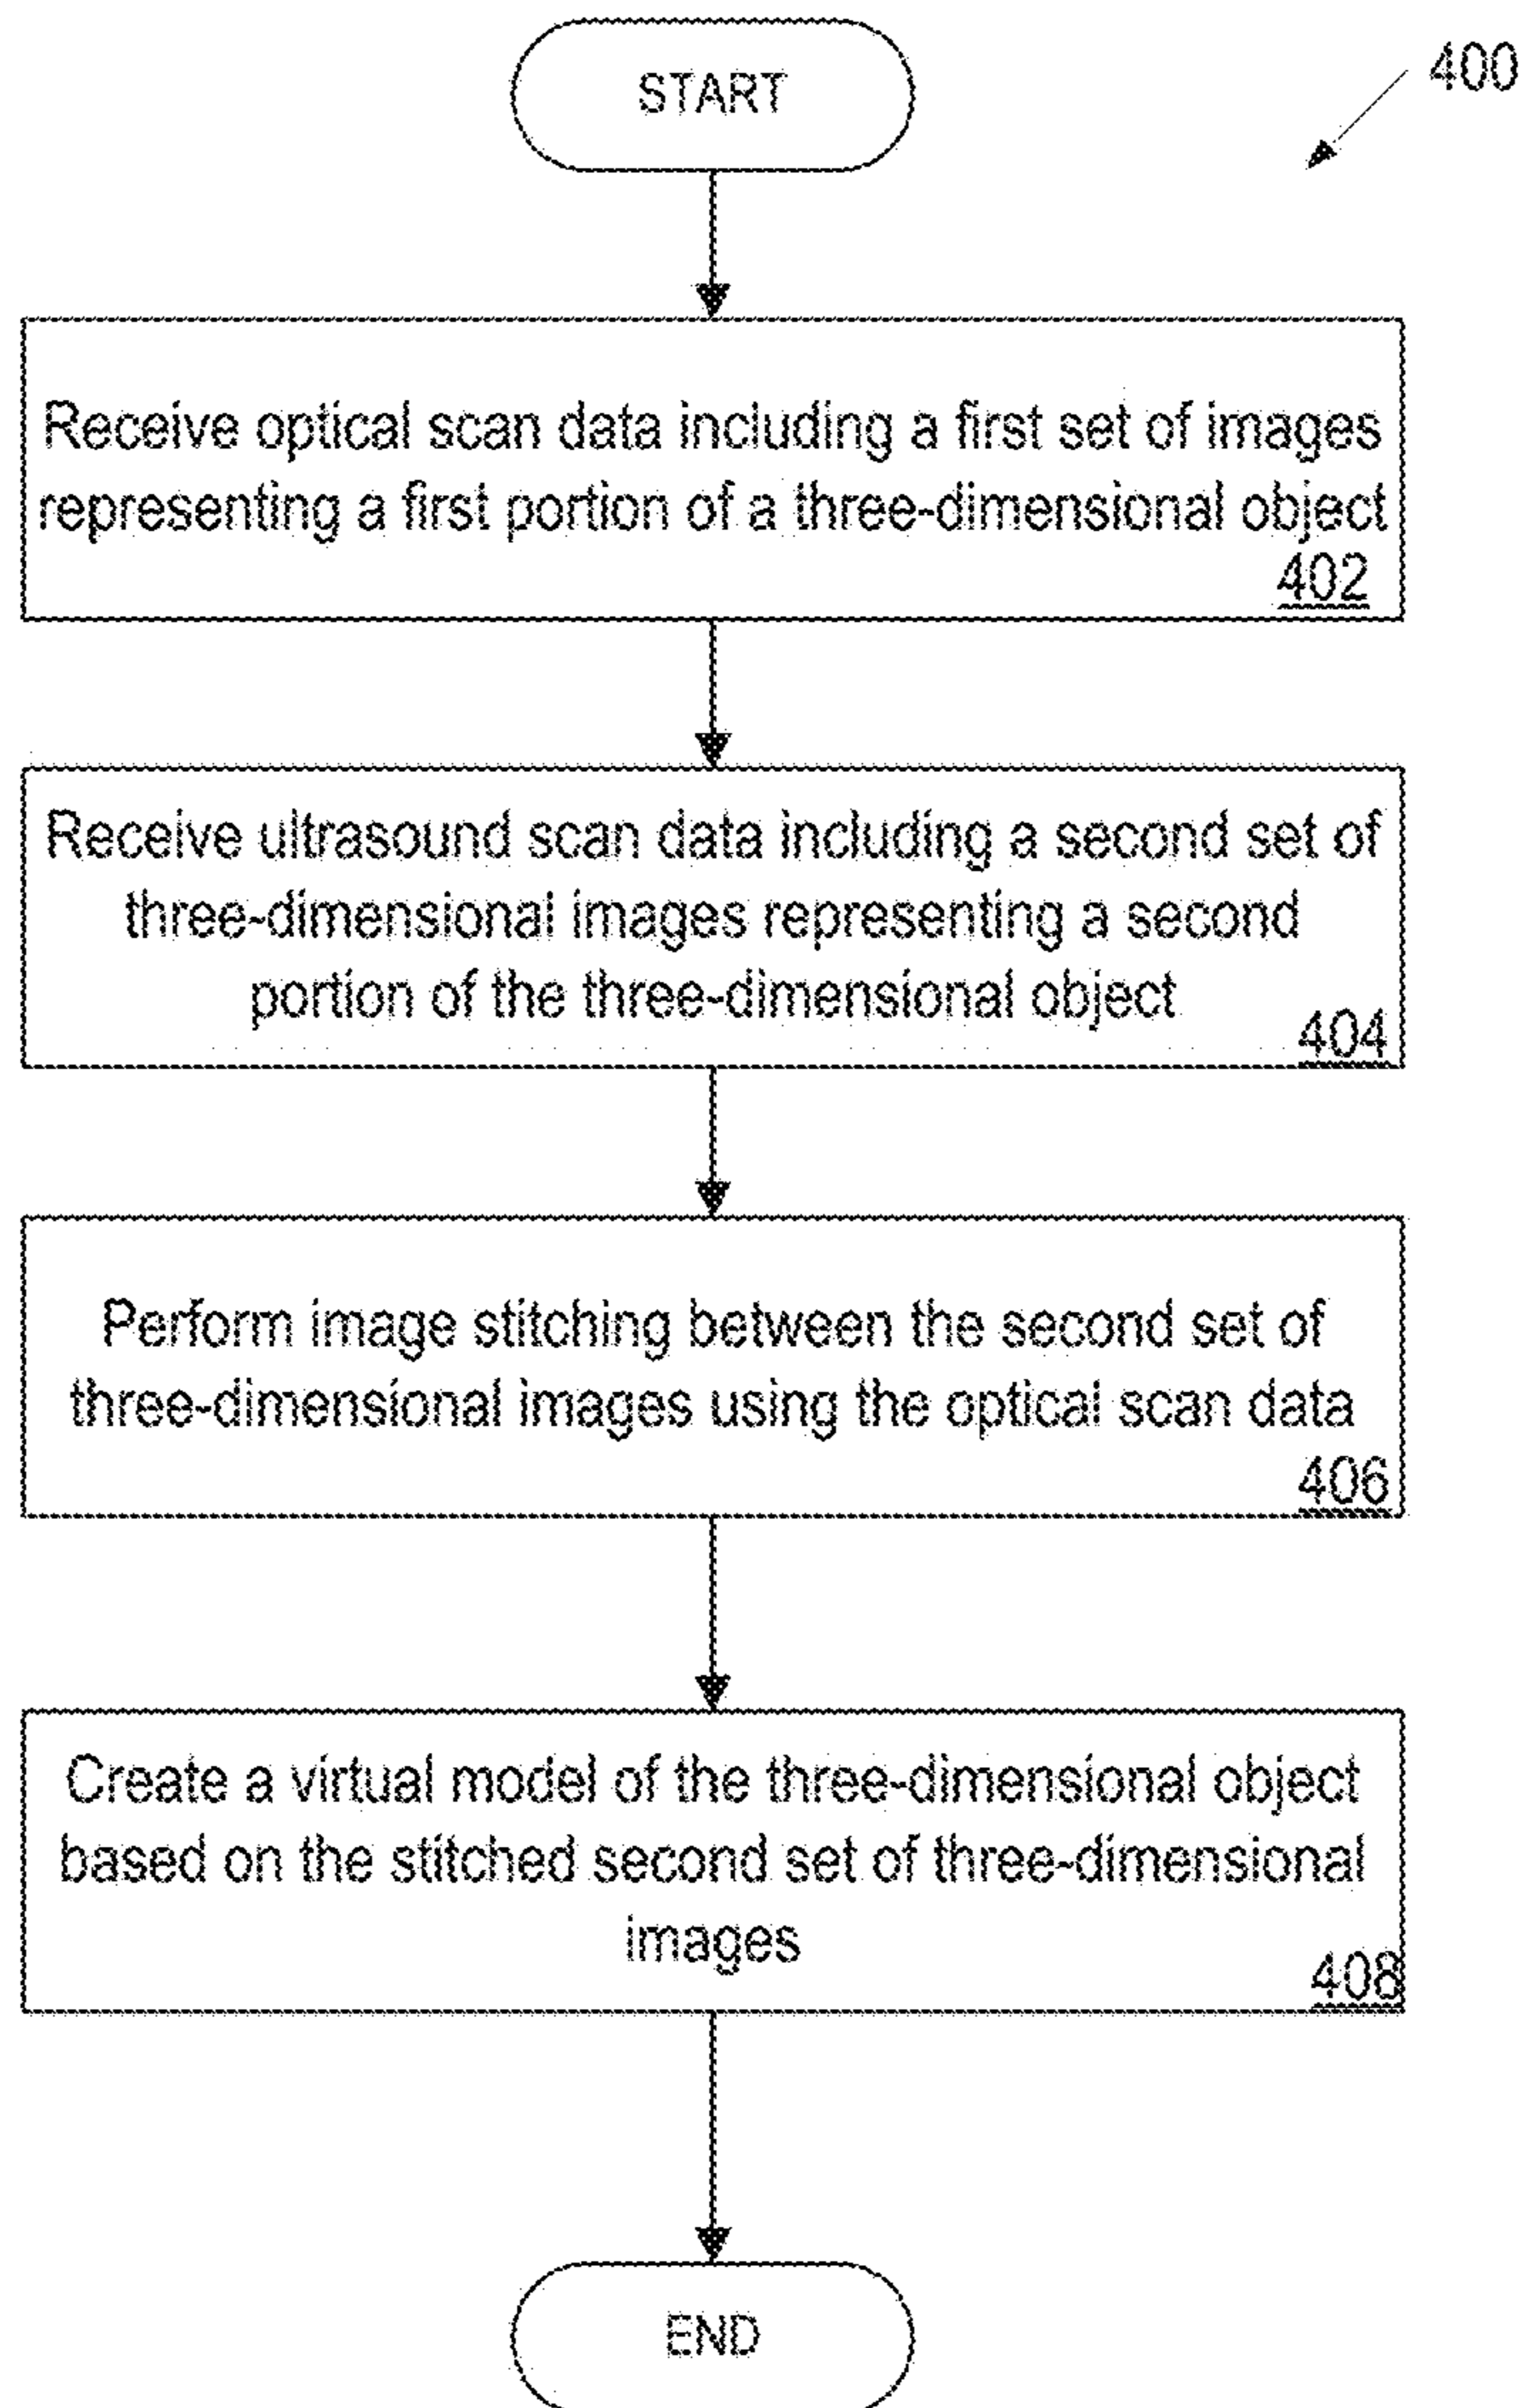 START
400
Receive optical scan data including a first set of images
representing a first portion of a three-dimensional object
402
Receive ultrasound scan data including a second set of
three-dimensional images representing a second
portion of the three-dimensional object
404
Perform image stitching between the second set of
three-dimensional images using the optical scan data
406
Create a virtual model of the three-dimensional object
based on the stitched second set of three-dimensional
images
408
END